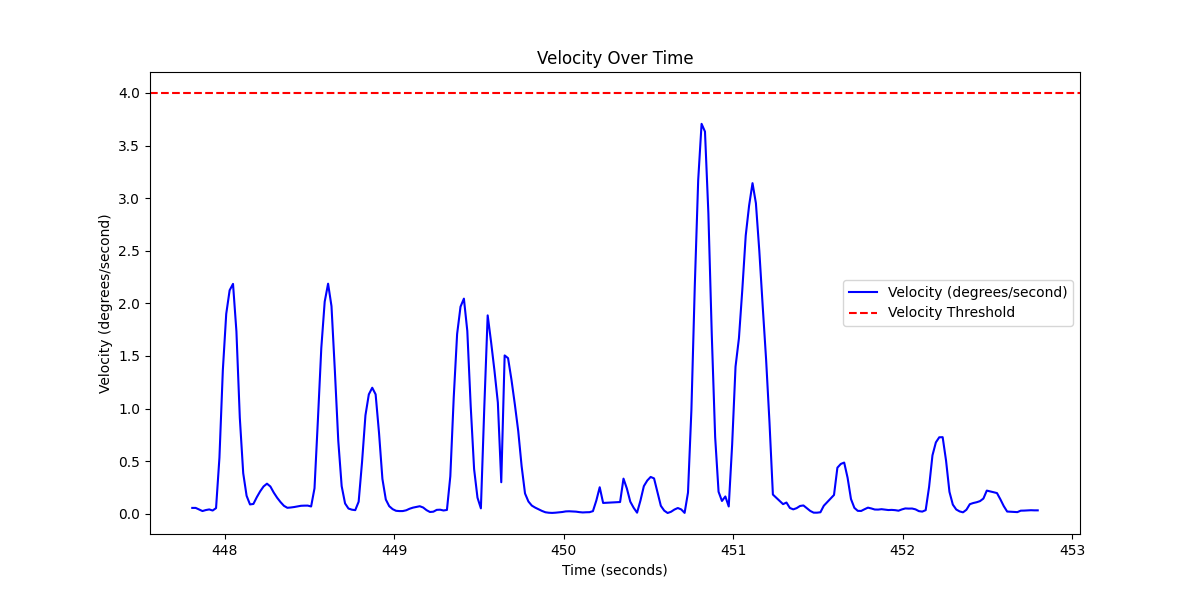 Velocity Over Time
Velocity (degrees/second)
4.0
3.5
3.0
2.5
2.0
1.5
1.0
0.5
0.0
Velocity (degrees/second)
Velocity Threshold
448 449 450 451 452 453
Time (seconds)